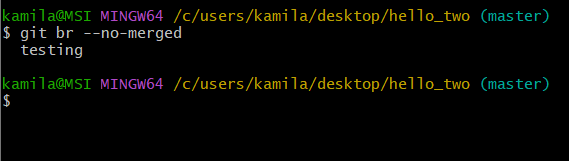 kamila@MSI MINGW64 /c/users/kamila/desktop/hello_two (master)
$ git br --no-merged
  testing

kamila@MSI MINGW64 /c/users/kamila/desktop/hello_two (master)
$